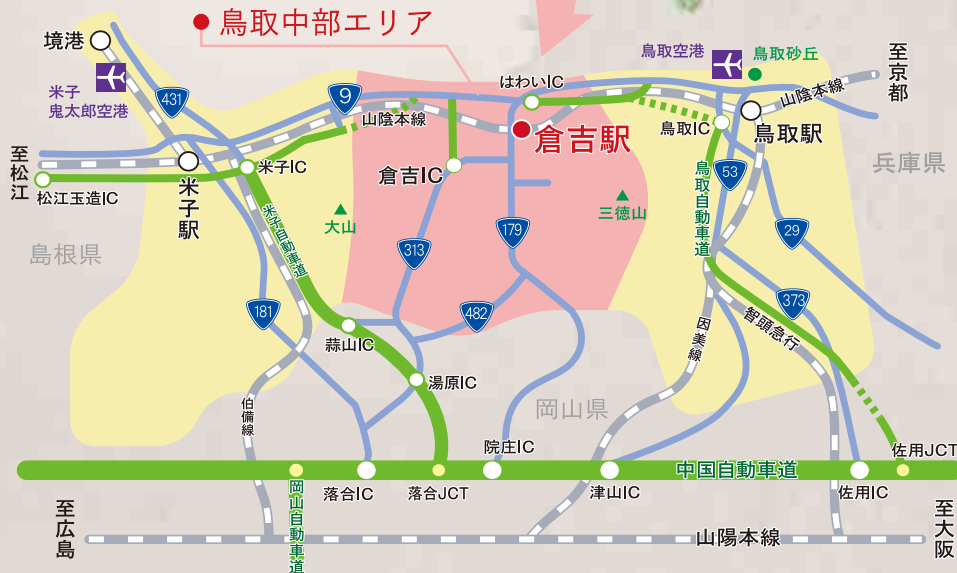 鳥取中部エリア
境港
米子
鬼太郎空港
431
9
山陰本線
はわいIC
鳥取空港
鳥取砂丘
至京都
山陰本線
鳥取IC
鳥取駅
倉吉駅
至松江
松江玉造IC
米子駅
米子IC
倉吉IC
兵庫県
島根県
大山
三徳山
米子自動車道
鳥取自動車道
53
29
313
179
181
482
373
蒜山IC
因美線
智頭急行
湯原IC
伯備線
岡山県
院庄IC
佐用JCT
中国自動車道
落合IC
落合JCT
津山IC
佐用IC
岡山自動車道
至広島
山陽本線
至大阪